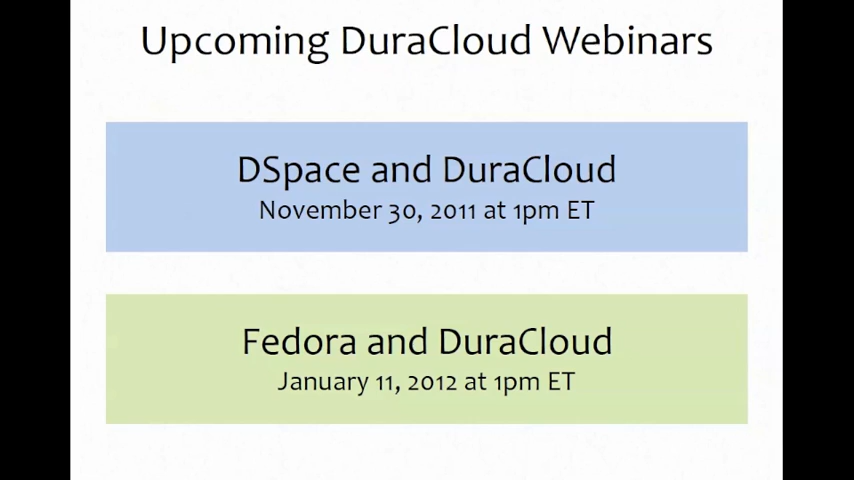 Upcoming DuraCloud Webinars
DSpace and DuraCloud
November 30, 2011 at 1pm ET
Fedora and DuraCloud
January 11, 2012 at 1pm ET